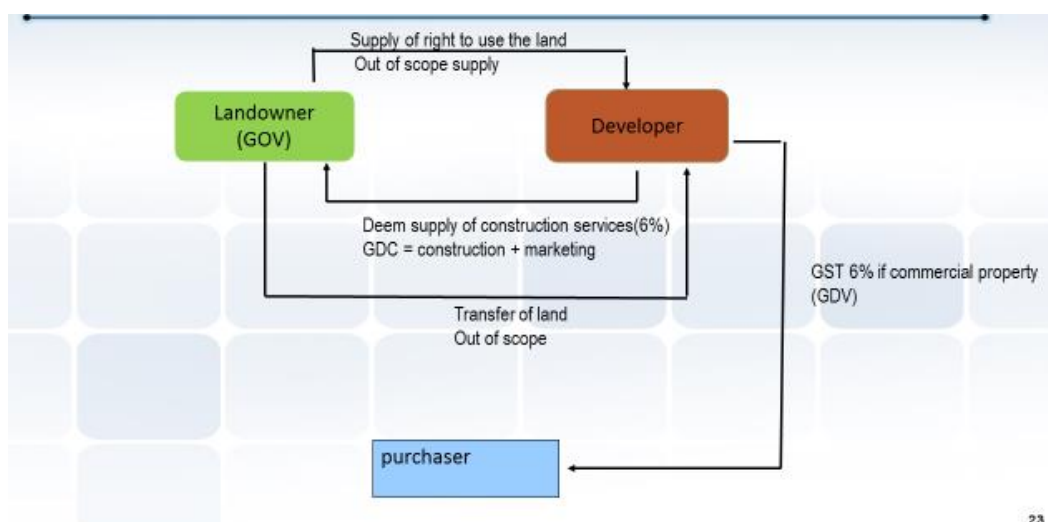 Supply of right to use the land
Out of scope supply
Landowner
(GOV)
Developer
Deem supply of construction services(6%)
GDC = construction + marketing
GST 6% if commercial property
(GDV)
Transfer of land
Out of scope
purchaser
23